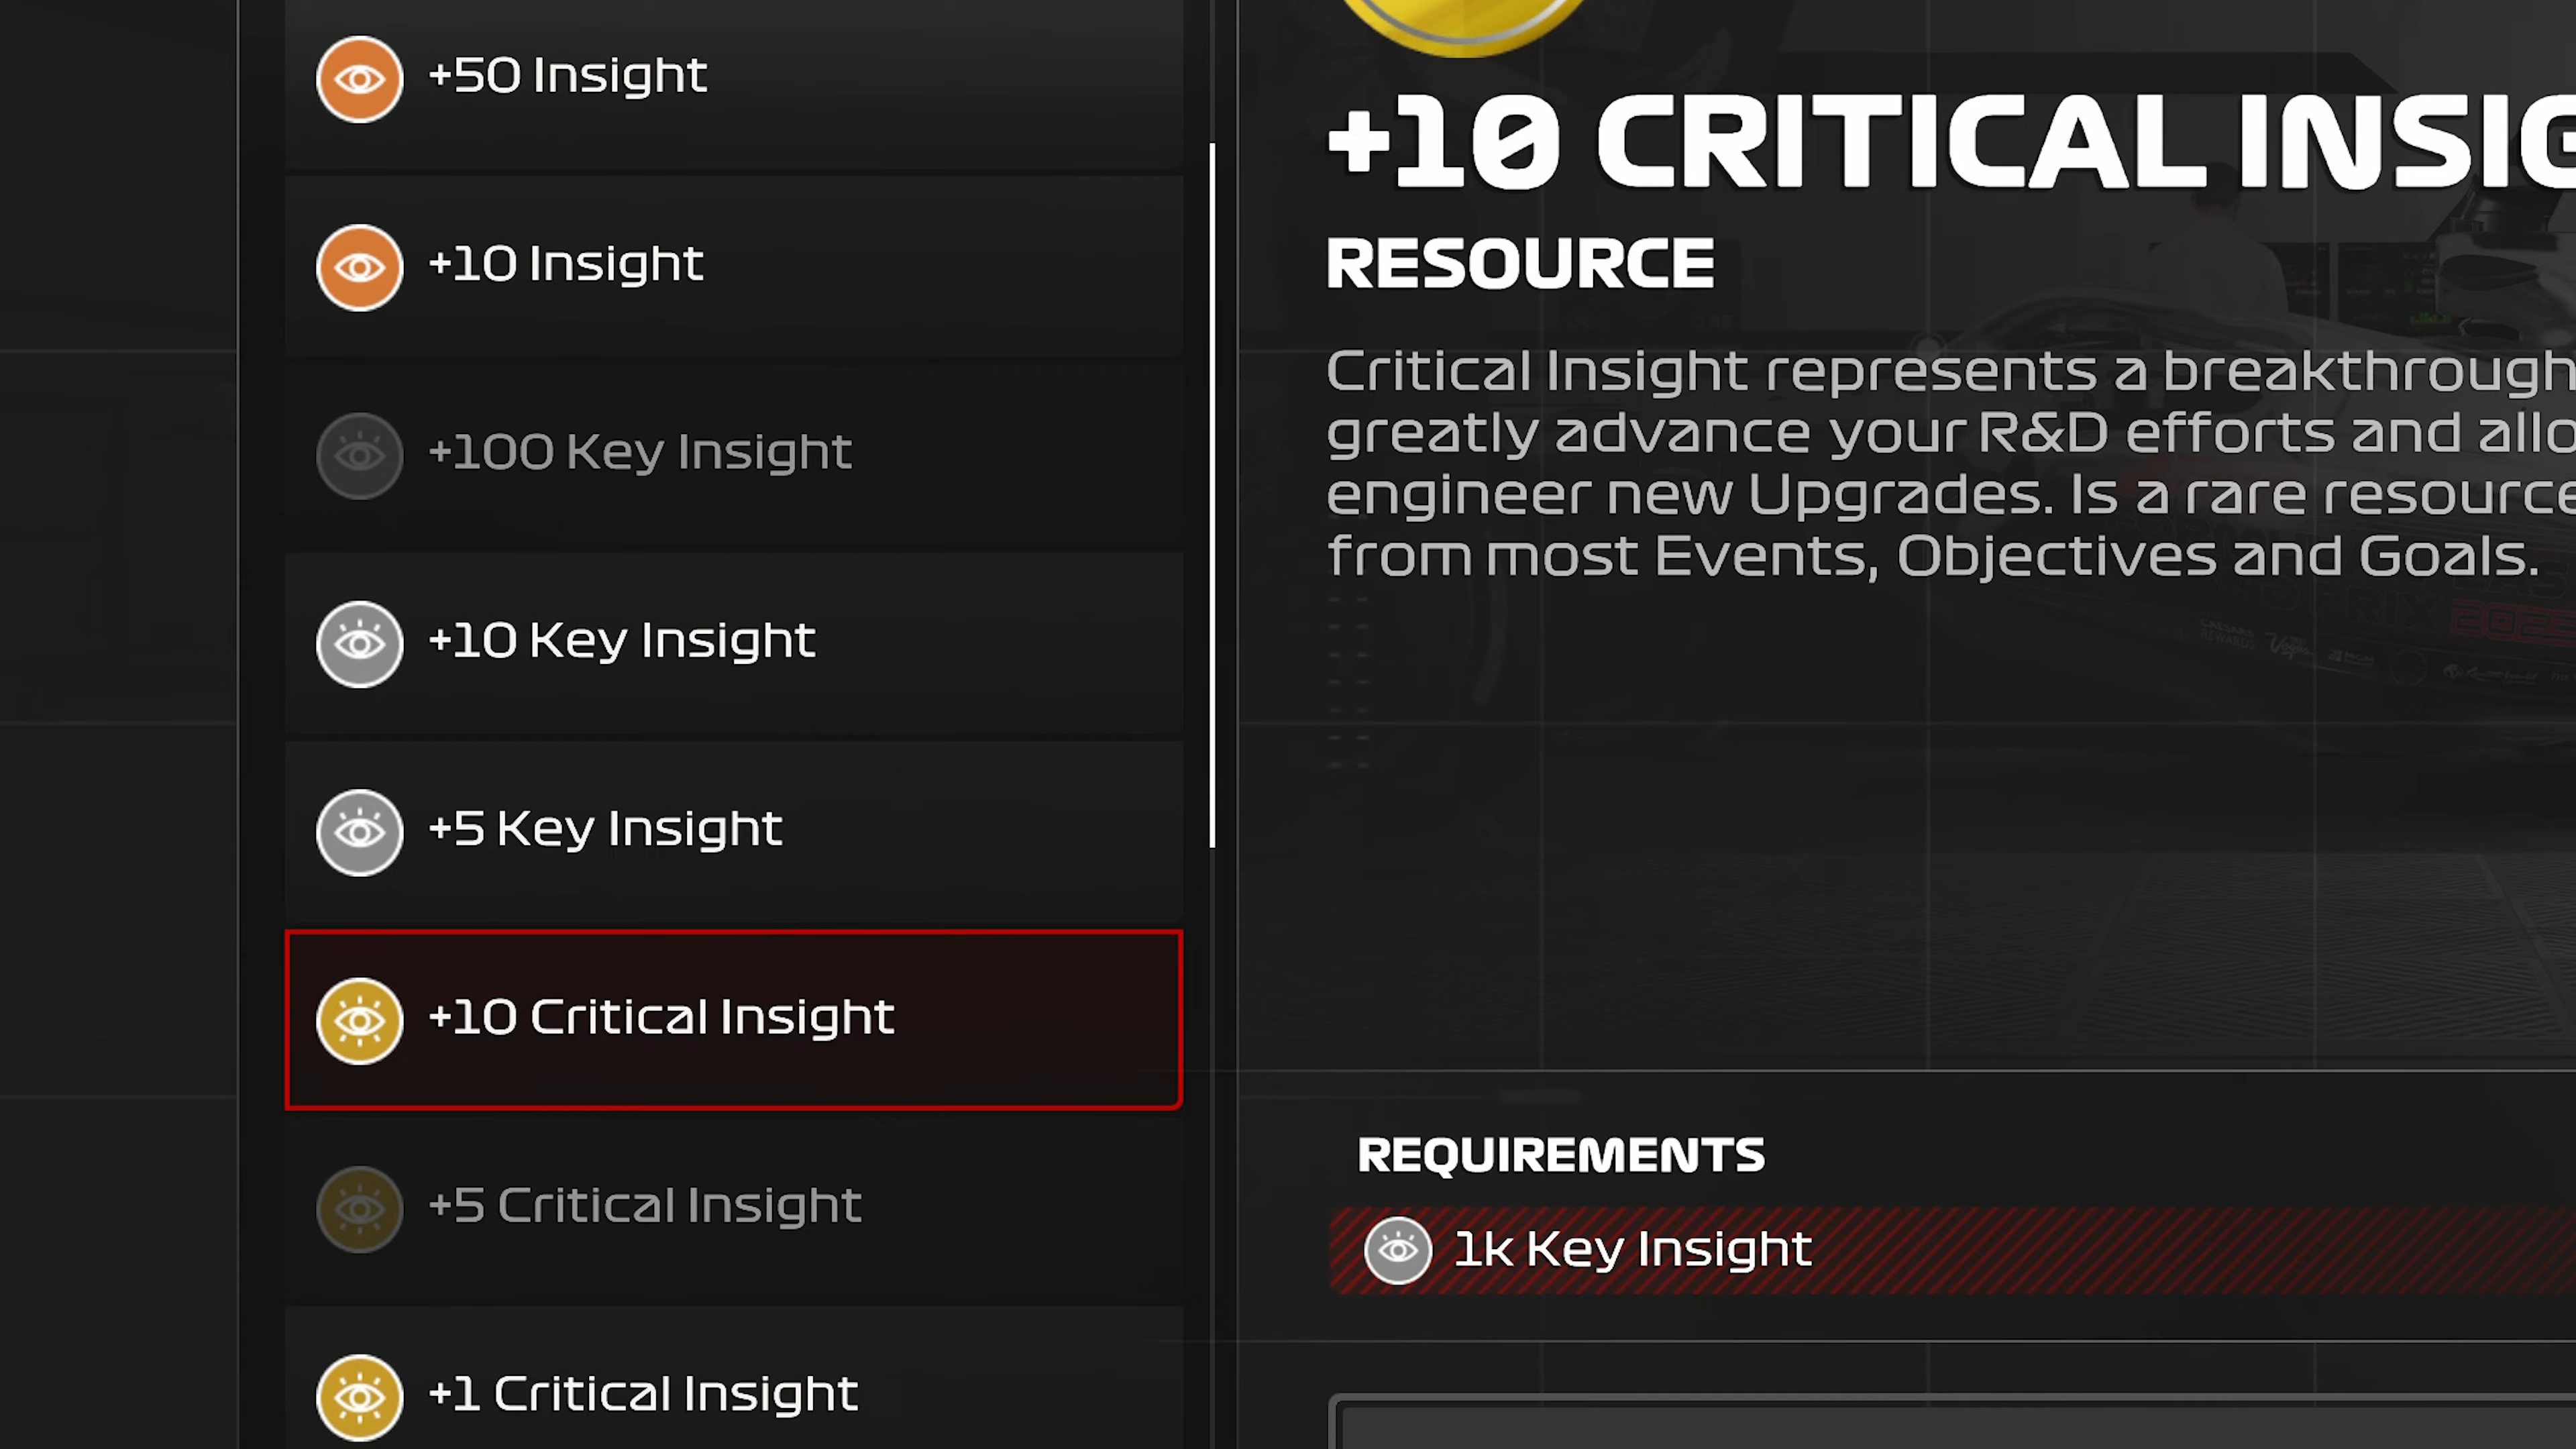 +50 Insight
+10 Insight
+100 Key Insight
+10 Key Insight
+5 Key Insight
+10 Critical Insight
+5 Critical Insight
+1 Critical Insight
+10 CRITICAL
RESOURCE
Critical Insight represents a breakthrough
greatly advance your R&D efforts and
engineer new Upgrades. Is a rare resource
from most Events, Objectives and Goals.
REQUIREMENTS
1k Key Insight